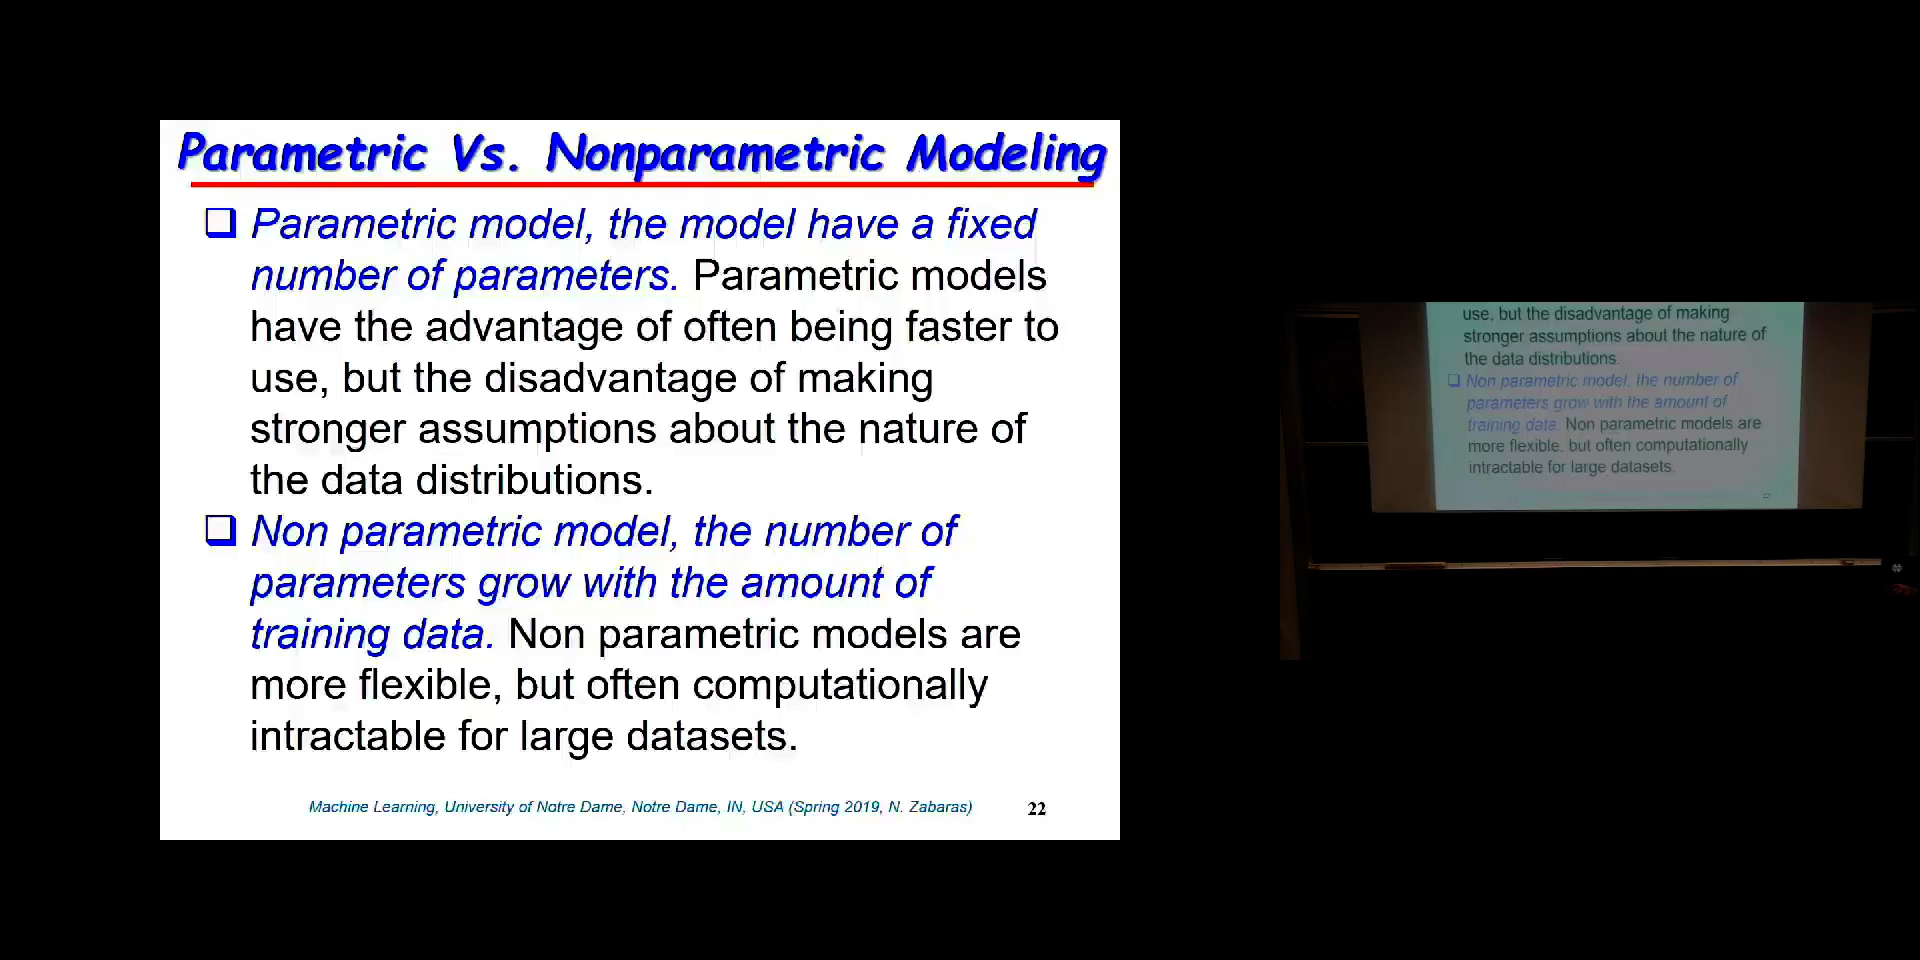 Parametric Vs. Nonparametric Modeling
Parametric model, the model have a fixed
number of parameters. Parametric models
have the advantage of often being faster to
use, but the disadvantage of making
stronger assumptions about the nature of
the data distributions.
Non parametric model, the number of
parameters grow with the amount of
training data. Non parametric models are
more flexible, but often computationally
intractable for large datasets.
Machine Learning, University of Notre Dame, Notre Dame, IN, USA (Spring 2019, N. Zabaras)
22
use, but the disadvantage of making
stronger assumptions about the nature of
the data distributions.
Non parametric model, the number of
parameters grow with the amount of
training data. Non parametric models are
more flexible, but often computationally
intractable for large datasets.